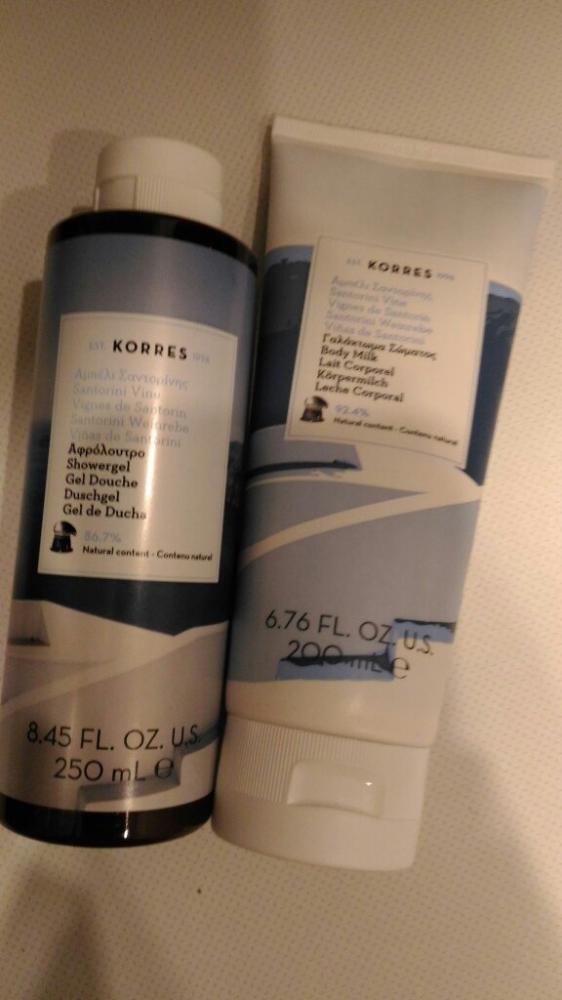 EST. KORRES 1996
Αμπέλι Σαντορίνης
Santorini Vine
Vignes de Santorin
Santorini Weinrebe
Viñas de Santorini
Αφρόλουτρο
Showergel
Gel Douche
Duschgel
Gel de Ducha
86.7%
Natural content - Contenu naturel
8.45 FL. OZ. U.S.
250 mL e
EST. KORRES 1996
Αμπέλι Σαντορίνης
Santorini Vine
Vignes de Santorin
Santorini Weinrebe
Viñas de Santorini
Γαλάκτωμα Σώματος
Body Milk
Lait Corporel
Körpermilch
Leche Corporal
92.4%
Natural content - Contenu naturel
6.76 FL. OZ. U.S.
200 mL e